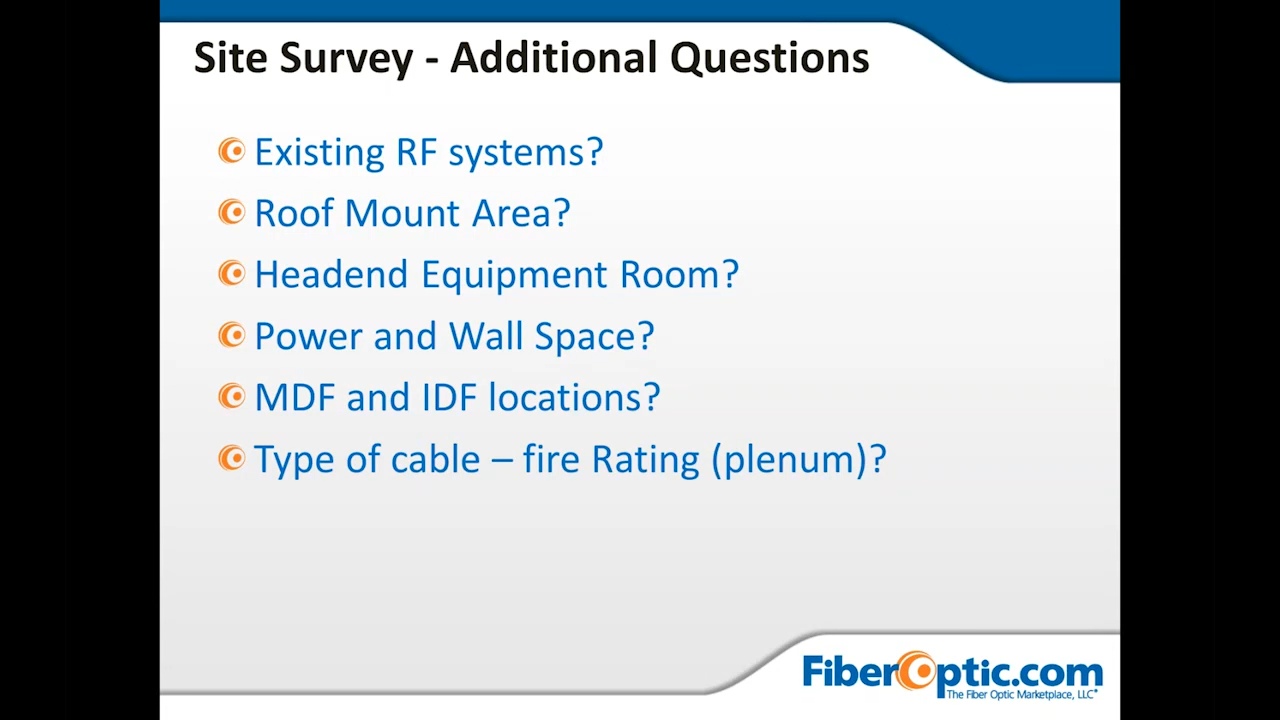 Site Survey - Additional Questions
Existing RF systems?
Roof Mount Area?
Headend Equipment Room?
Power and Wall Space?
MDF and IDF locations?
Type of cable – fire Rating (plenum)?
FiberOptic.com
The Fiber Optic Marketplace, LLC®